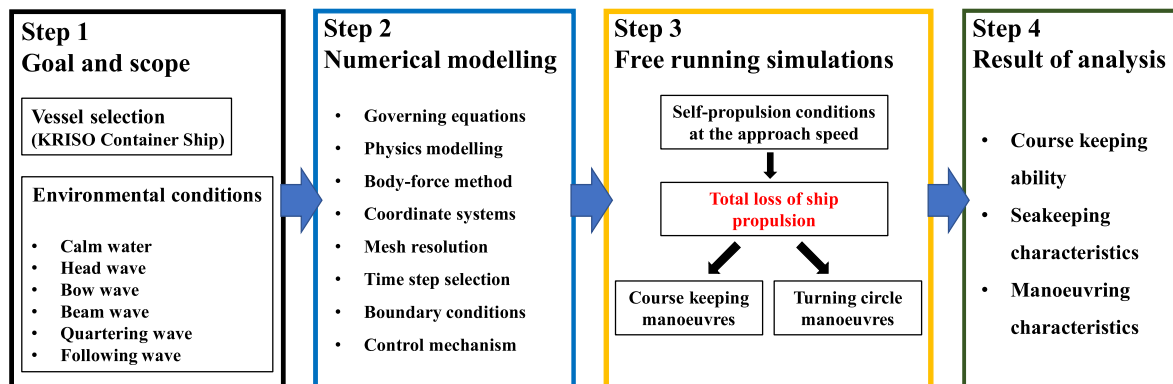 Step 1
Goal and scope
Vessel selection
(KRISO Container Ship)
Environmental conditions
• Calm water
• Head wave
• Bow wave
• Beam wave
• Quartering wave
• Following wave
Step 2
Numerical modelling
• Governing equations
• Physics modelling
• Body-force method
• Coordinate systems
• Mesh resolution
• Time step selection
• Boundary conditions
• Control mechanism
Step 3
Free running simulations
Self-propulsion conditions
at the approach speed
Total loss of ship
propulsion
Course keeping
manoeuvres
Turning circle
manoeuvres
Step 4
Result of analysis
• Course keeping
ability
• Seakeeping
characteristics
• Manoeuvring
characteristics